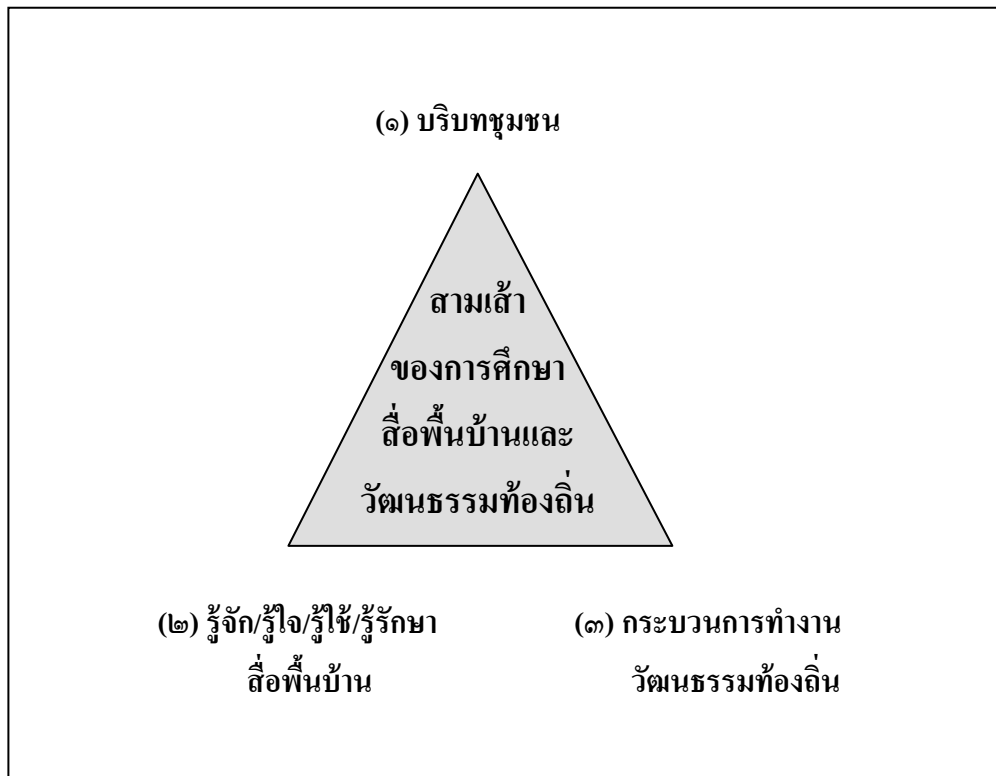 (๑) บริบทชุมชน
สามเส้า
ของการศึกษา
สื่อพื้นบ้านและ
วัฒนธรรมท้องถิ่น
(๒) รู้จัก/รู้ใจ/รู้ใช้/รู้รักษา
สื่อพื้นบ้าน
(๓) กระบวนการทำงาน
วัฒนธรรมท้องถิ่น